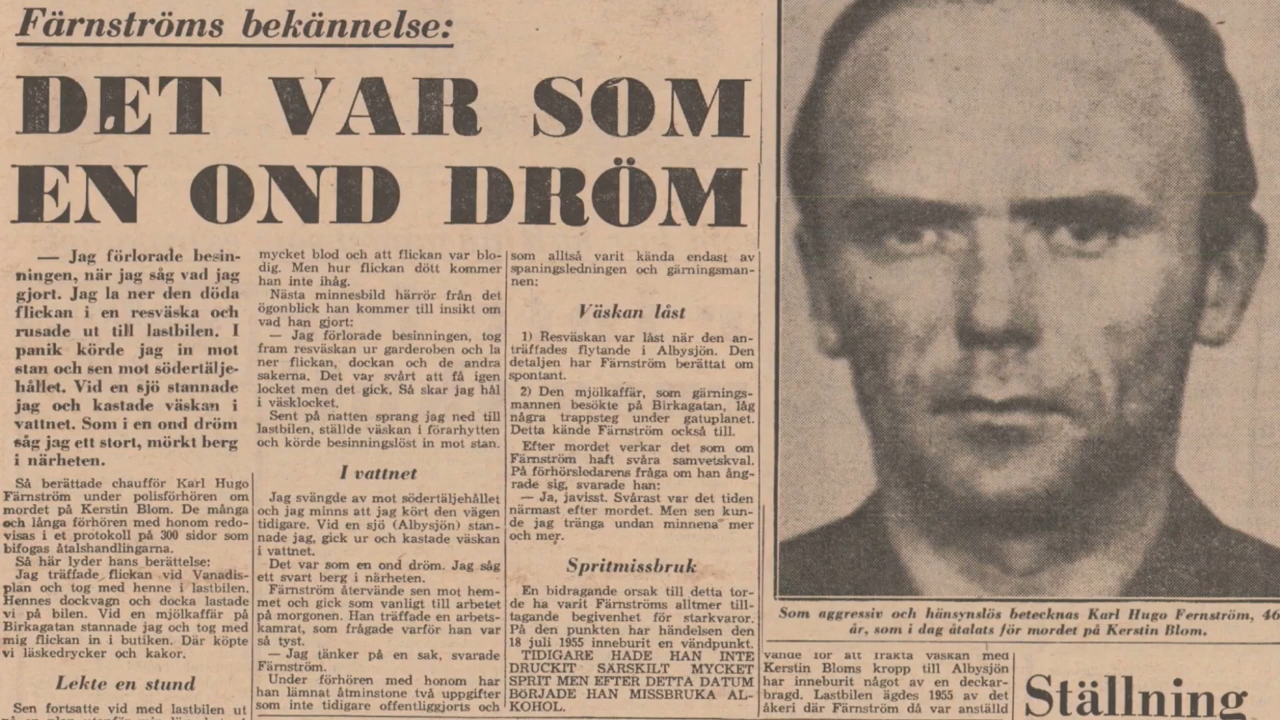 Färnströms bekännelse:
DET VAR SOM
EN OND DRÖM
— Jag förlorade besin-
ningen, när jag såg vad jag
gjort. Jag la ner den döda
flickan i en resväska och
rusade ut till lastbilen. I
panik körde jag in mot
stan och sen mot södertälje-
hållet. Vid en sjö stannade
jag och kastade väskan i
vattnet. Som i en ond dröm
såg jag ett stort, mörkt berg
i närheten.
Så berättade chaufför Karl Hugo
Färnström under polisförhören om
mordet på Kerstin Blom. De många
och långa förhören med honom redo-
visas i et protokoll på 300 sidor som
bifogas åtalshandlingarna.
Så här lyder hans berättelse:
Jag träffade flickan vid Vanadis-
plan och tog med henne i lastbilen.
Hennes dockvagn och docka lastade
vi på bilen. Vid en mjölkaffär på
Birkagatan stannade jag och tog med
mig flickan in i butiken. Där köpte
vi läskedrycker och kakor.
Lekte en stund
Sen fortsatte vid med lastbilen ut
mycket blod och att flickan var blo-
dig. Men hur flickan dött kommer
han inte ihåg.
Nästa minnesbild härrör från det
ögonblick han kommer till insikt om
vad han gjort:
— Jag förlorade besinningen, tog
fram resväskan ur garderoben och la
ner flickan, dockan och de andra
sakerna. Det var svårt att få igen
locket men det gick. Så skar jag hål
i väsklocket.
Sent på natten sprang jag ned till
lastbilen, ställde väskan i förarhytten
och körde besinningslöst in mot stan.
I vattnet
Jag svängde av mot södertäljehållet
och jag minns att jag kört den vägen
tidigare. Vid en sjö (Albysjön) stan-
nade jag, gick ur och kastade väskan
i vattnet.
Det var som en ond dröm. Jag såg
ett svart berg i närheten.
Färnström återvände sen mot hem-
met och gick som vanligt till arbetet
på morgonen. Han träffade en arbets-
kamrat, som frågade varför han var
så tyst.
— Jag tänker på en sak, svarade
Färnström.
Under förhören med honom har
han lämnat åtminstone två uppgifter
som inte tidigare offentliggjorts och
som alltså varit kända endast av
spaningsledningen och gärningsman-
nen:
Väskan låst
1) Resväskan var låst när den an-
träffades flytande i Albysjön. Den
detaljen har Färnström berättat om
spontant.
2) Den mjölkaffär, som gärnings-
mannen besökte på Birkagatan, låg
några trappsteg under gatuplanet.
Detta kände Färnström också till.
Efter mordet verkar det som om
Färnström haft svåra samvetskval.
På förhörsledarens fråga om han ång-
rade sig, svarade han:
— Ja, javisst. Svårast var det tiden
närmast efter mordet. Men sen kun-
de jag tränga undan minnena mer
och mer.
Spritmissbruk
En bidragande orsak till detta tor-
de ha varit Färnströms alltmer till-
tagande begivenhet för starkvaror.
På den punkten har händelsen den
18 juli 1955 inneburit en vändpunkt.
TIDIGARE HADE HAN INTE
DRUCKIT SÄRSKILT MYCKET
SPRIT MEN EFTER DETTA DATUM
BÖRJADE HAN MISSBRUKA AL-
KOHOL.
Som aggressiv och hänsynslös betecknas Karl Hugo Fernström, 46
år, som i dag åtalats för mordet på Kerstin Blom.
vande för att frakta väskan med
Kerstin Bloms kropp till Albysjön
har inneburit något av en deckar-
bragd. Lastbilen ägdes 1955 av det
åkeri där Färnström då var anställd
Ställning